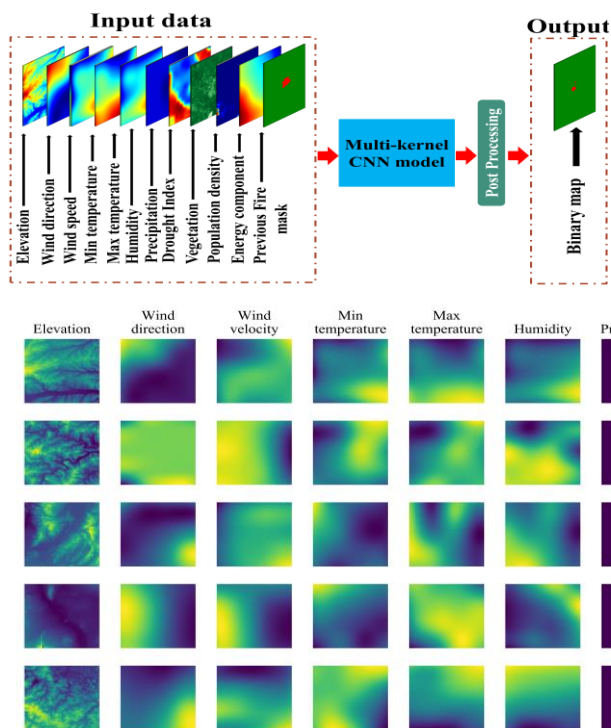 Input data
Output
Elevation
Wind direction
Wind speed
Min temperature
Max temperature
Humidity
Precipitation
Drought Index
Vegetation
Population density
Energy component
Previous Fire
mask
Multi-kernel
CNN model
Post Processing
Binary map
Elevation
Wind
direction
Wind
velocity
Min
temperature
Max
temperature
Humidity